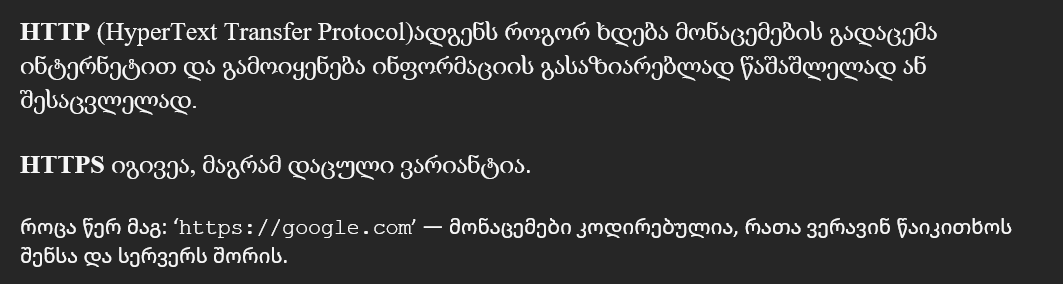 HTTP (HyperText Transfer Protocol)ადგენს როგორ ხდება მონაცემების გადაცემა
ინტერნეტით და გამოიყენება ინფორმაციის გასაზიარებლად წაშაშლელად ან
შესაცვლელად.
HTTPS იგივეა, მაგრამ დაცული ვარიანტია.
როცა წერ მაგ: ‘https://google.com’ — მონაცემები კოდირებულია, რათა ვერავინ წაიკითხოს
შენსა და სერვერს შორის.